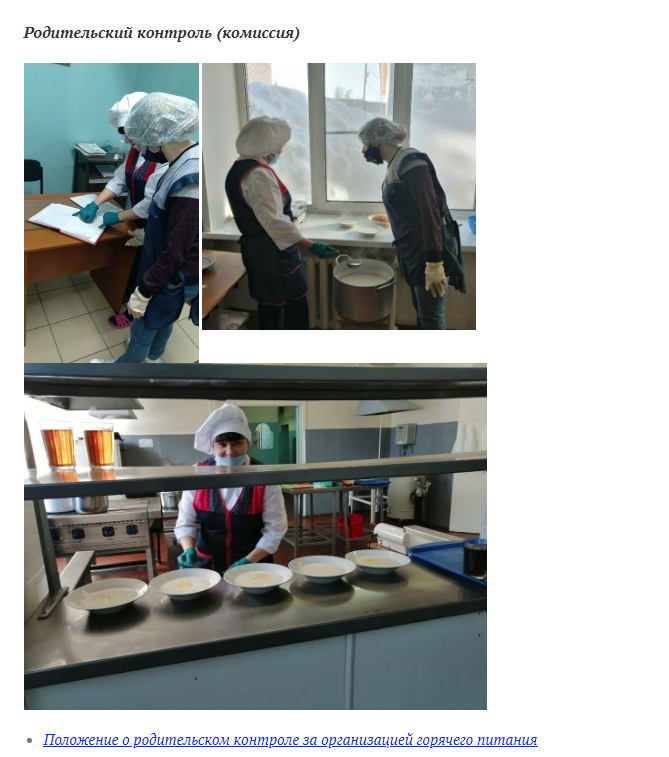 Родительский контроль (комиссия)
Положение о родительском контроле за организацией горячего питания